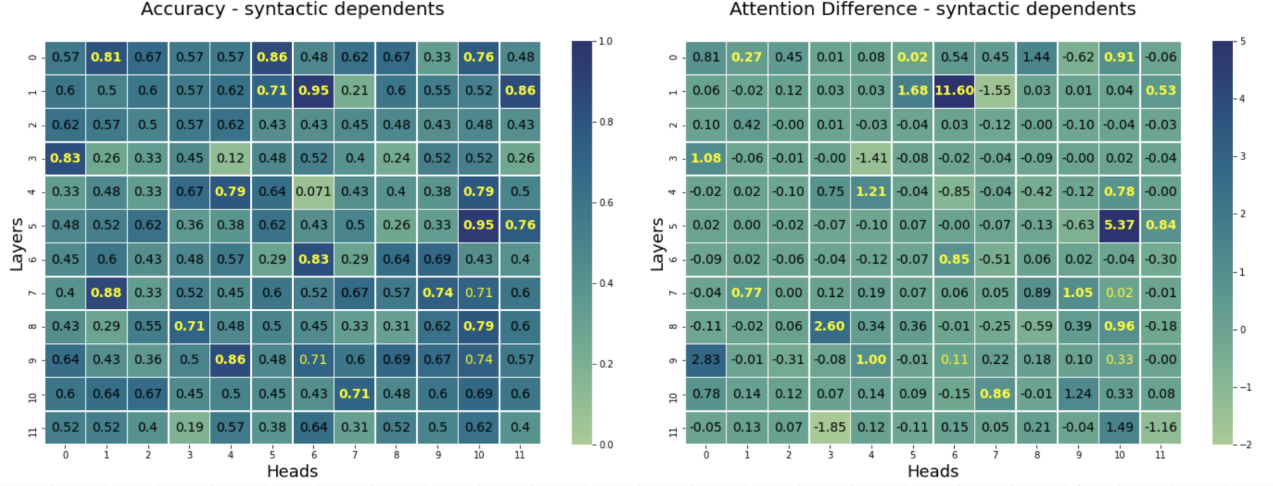 Accuracy - syntactic dependents
Layers
0 0.57 0.81 0.67 0.57 0.57 0.86 0.48 0.62 0.67 0.33 0.76 0.48
1 0.6 0.5 0.6 0.57 0.62 0.71 0.95 0.21 0.6 0.55 0.52 0.86
2 0.62 0.57 0.5 0.57 0.62 0.43 0.43 0.45 0.48 0.43 0.48 0.43
3 0.83 0.26 0.33 0.45 0.12 0.48 0.52 0.4 0.24 0.52 0.52 0.26
4 0.33 0.48 0.33 0.67 0.79 0.64 0.071 0.43 0.4 0.38 0.79 0.5
5 0.48 0.52 0.62 0.36 0.38 0.62 0.43 0.5 0.26 0.33 0.95 0.76
6 0.45 0.6 0.43 0.48 0.57 0.29 0.83 0.29 0.64 0.69 0.43 0.4
7 0.4 0.88 0.33 0.52 0.45 0.6 0.52 0.67 0.57 0.74 0.71 0.6
8 0.43 0.29 0.55 0.71 0.48 0.5 0.45 0.33 0.31 0.62 0.79 0.6
9 0.64 0.43 0.36 0.5 0.86 0.48 0.71 0.6 0.69 0.67 0.74 0.57
10 0.6 0.64 0.67 0.45 0.5 0.45 0.52 0.71 0.48 0.6 0.69 0.6
11 0.52 0.52 0.4 0.19 0.57 0.38 0.64 0.31 0.52 0.5 0.62 0.4
0 1 2 3 4 5 6 7 8 9 10 11
Heads
1.0
0.8
0.6
0.4
0.2
0.0
Attention Difference - syntactic dependents
Layers
0 0.81 0.27 0.45 0.01 0.08 0.02 0.54 0.45 1.44 -0.62 0.91 -0.06
1 0.06 -0.02 0.12 0.03 0.03 1.68 11.60 -1.55 0.03 0.01 0.04 0.53
2 0.10 0.42 -0.00 0.01 -0.03 -0.04 0.03 -0.12 -0.00 -0.10 -0.04 -0.03
3 1.08 -0.06 -0.01 -0.00 -1.41 -0.08 -0.02 -0.04 -0.09 -0.00 0.02 -0.04
4 -0.02 0.02 -0.10 0.75 1.21 -0.04 -0.85 -0.04 -0.42 -0.12 0.78 -0.00
5 0.02 0.00 -0.02 -0.07 -0.10 0.07 -0.00 -0.07 -0.13 -0.63 5.37 0.84
6 -0.09 0.02 -0.06 -0.04 -0.12 -0.07 0.85 -0.51 0.06 0.02 -0.04 -0.30
7 -0.04 0.77 0.00 0.12 0.19 0.07 0.06 0.05 0.89 1.05 0.02 -0.01
8 -0.11 -0.02 0.06 2.60 0.34 0.36 -0.01 -0.25 -0.59 0.39 0.96 -0.18
9 2.83 -0.01 -0.31 -0.08 1.00 -0.01 0.11 0.22 0.18 0.10 0.33 -0.00
10 0.78 0.14 0.12 0.07 0.14 0.09 -0.15 0.86 -0.01 1.24 0.33 0.08
11 -0.05 0.13 0.07 -1.85 0.12 -0.11 0.15 0.05 0.21 -0.04 1.49 -1.16
0 1 2 3 4 5 6 7 8 9 10 11
Heads
5
4
3
2
1
0
−1
−2